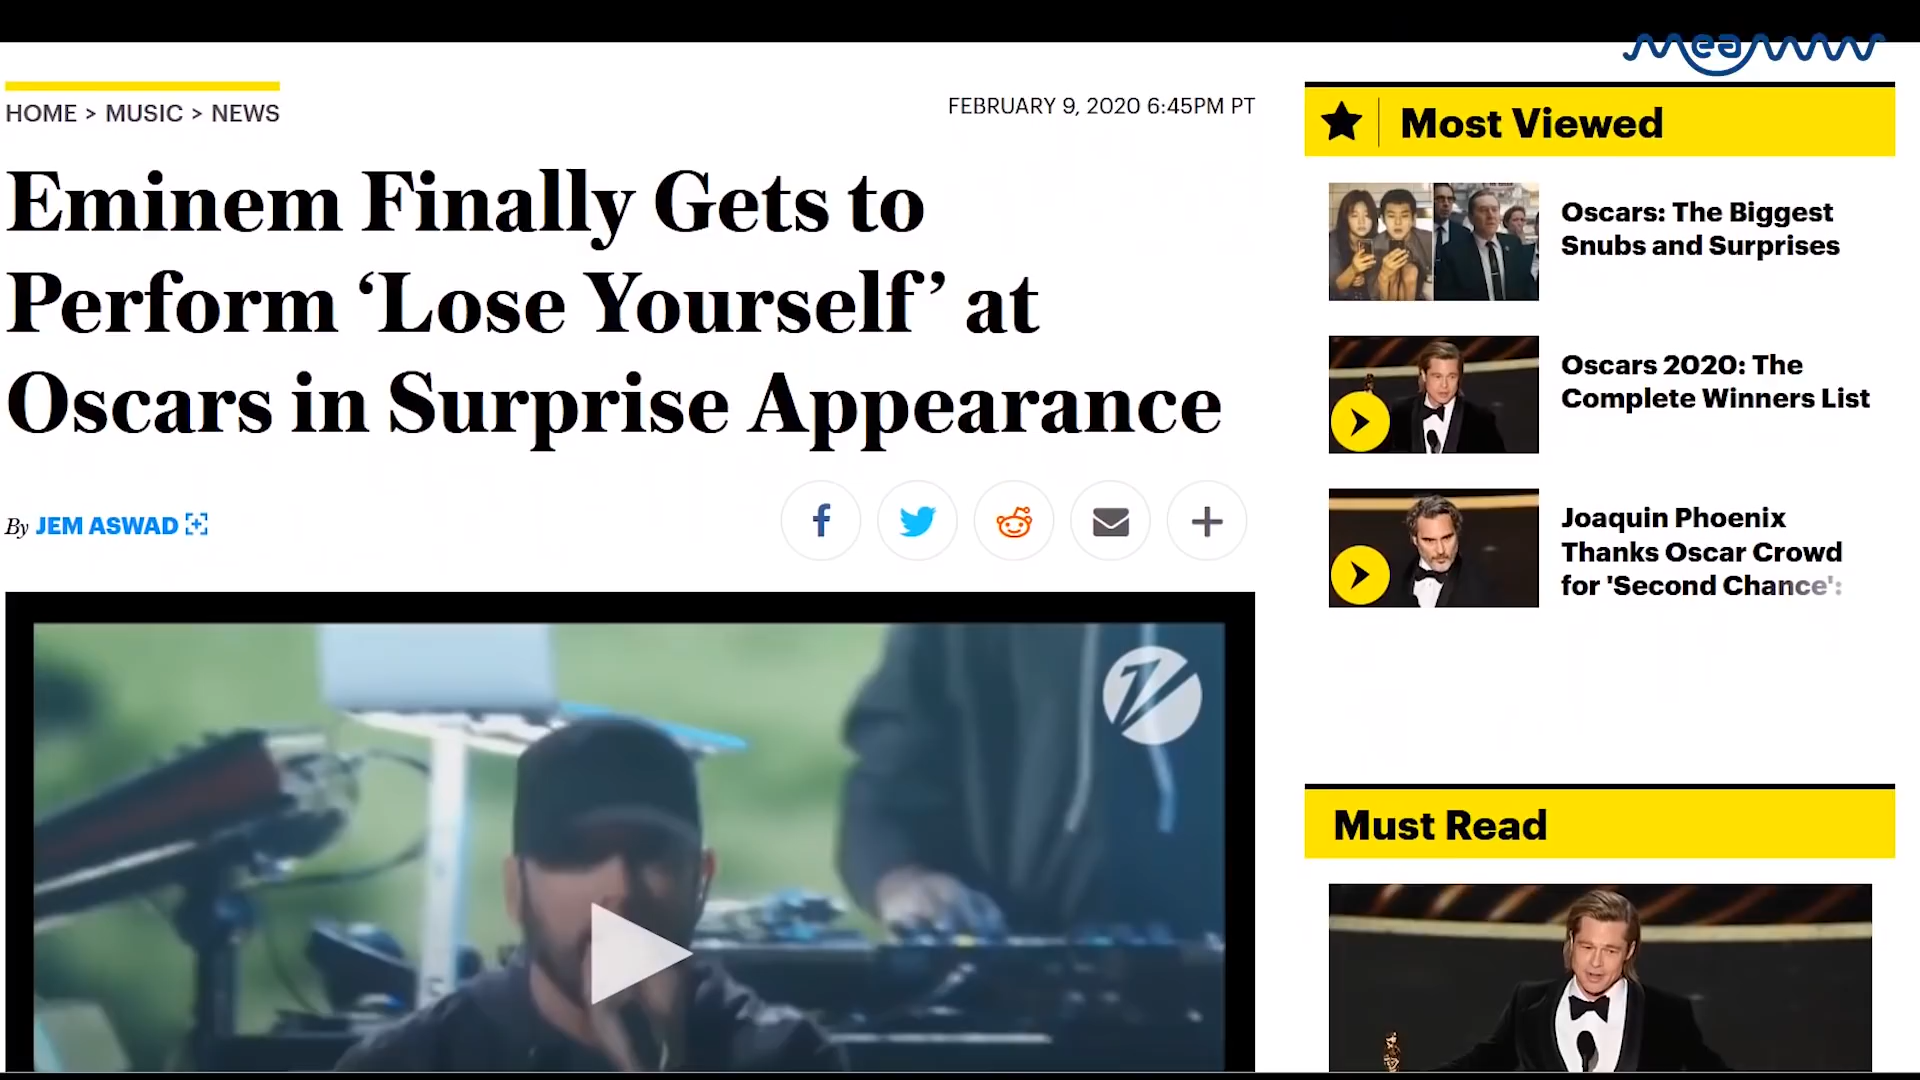 meaww
HOME > MUSIC > NEWS
FEBRUARY 9, 2020 6:45PM PT
Eminem Finally Gets to
Perform ‘Lose Yourself’ at
Oscars in Surprise Appearance
By JEM ASWAD
Most Viewed
Oscars: The Biggest
Snubs and Surprises
Oscars 2020: The
Complete Winners List
Joaquin Phoenix
Thanks Oscar Crowd
for 'Second Chance':
Must Read